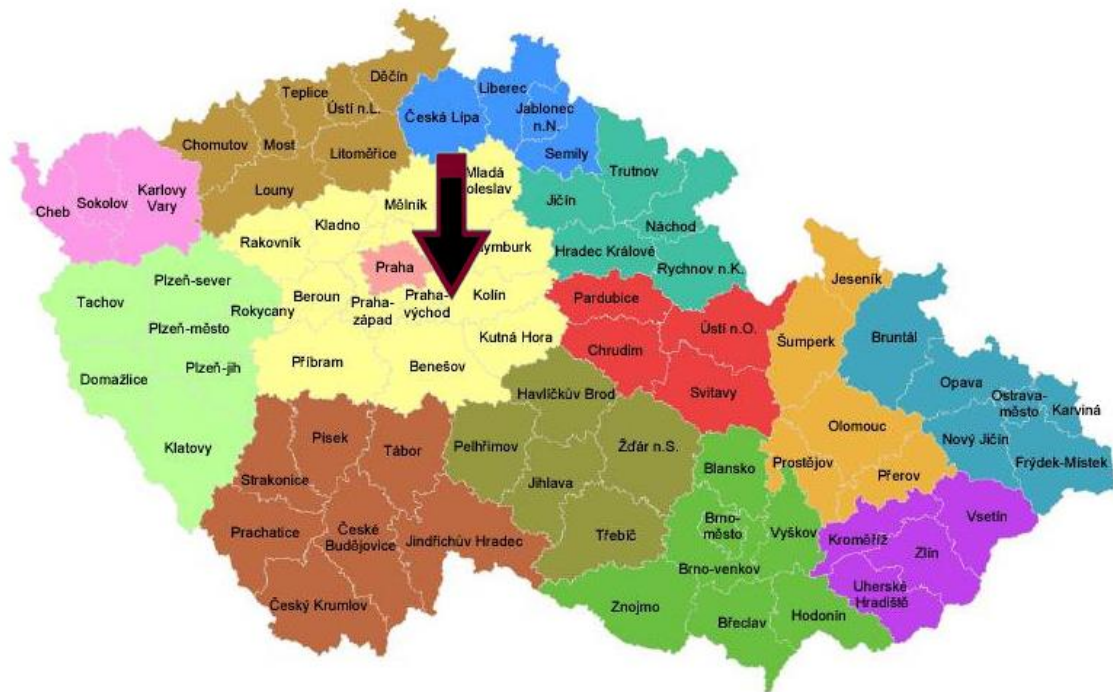 Děčín
Teplice
Ústí n.L.
Liberec
Česká Lípa
Jablonec
n.N.
Chomutov
Most
Litoměřice
Semily
Karlovy
Vary
Sokolov
Cheb
Louny
Mladá
oleslav
Trutnov
Mělník
Jičín
Kladno
Náchod
Rakovník
ymburk
Hradec Králové
Rychnov n.K.
Praha
Jeseník
Plzeň-sever
Tachov
Rokycany
Beroun
Praha-
západ
Praha-
východ
Kolín
Pardubice
Plzeň-město
Kutná Hora
Ústí n.O.
Šumperk
Bruntál
Chrudim
Příbram
Benešov
Plzeň-jih
Domažlice
Havlíčkův Brod
Svitavy
Opava
Ostrava-
město
Karviná
Klatovy
Písek
Tábor
Pelhřimov
Žďár n.S.
Olomouc
Nový Jičín
Frýdek-Místek
Strakonice
Jihlava
Blansko
Prostějov
Přerov
Prachatice
České
Budějovice
Jindřichův Hradec
Třebíč
Brno-
město
Vyškov
Kroměříž
Vsetín
Zlín
Brno-venkov
Český Krumlov
Znojmo
Břeclav
Hodonín
Uherské
Hradiště